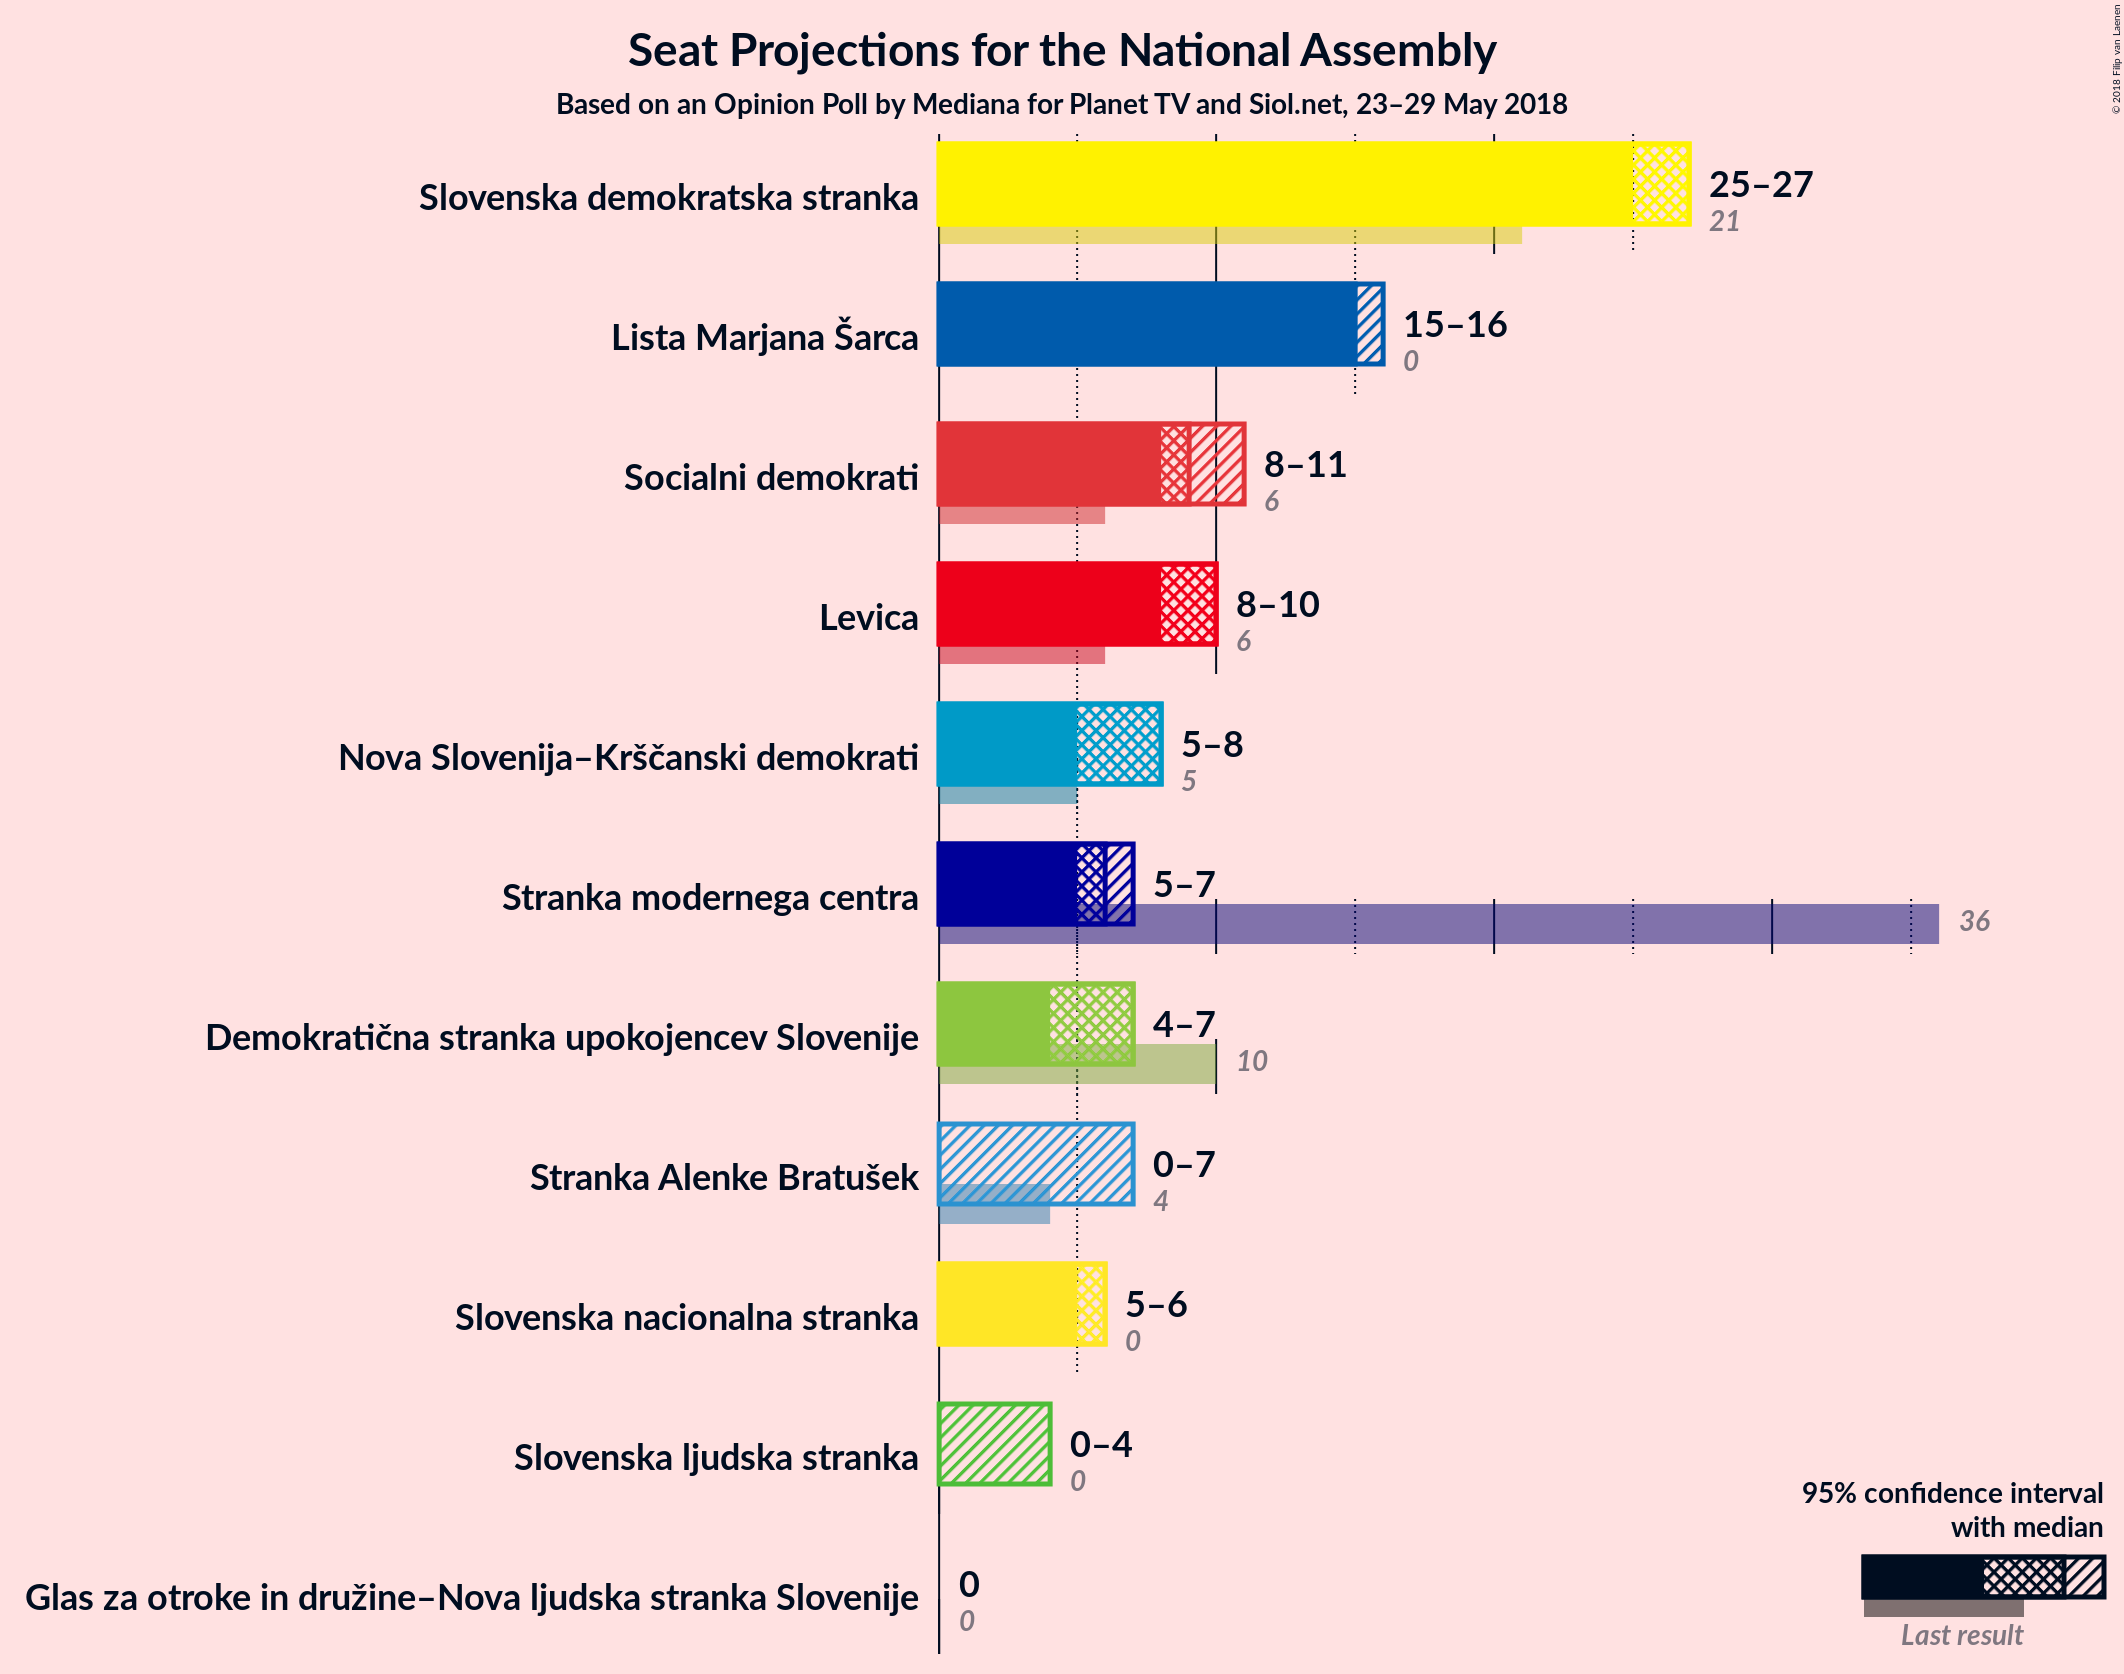 Seat Projections for the National Assembly
Based on an Opinion Poll by Mediana for Planet TV and Siol.net, 23–29 May 2018
© 2018 Filip van Laenen
Slovenska demokratska stranka
25–27
21
Lista Marjana Šarca
15–16
0
Socialni demokrati
8–11
6
Levica
8–10
6
Nova Slovenija–Krščanski demokrati
5–8
5
Stranka modernega centra
5–7
36
Demokratična stranka upokojencev Slovenije
4–7
10
Stranka Alenke Bratušek
0–7
4
Slovenska nacionalna stranka
5–6
0
Slovenska ljudska stranka
0–4
0
Glas za otroke in družine–Nova ljudska stranka Slovenije
0
0
95% confidence interval
with median
Last result